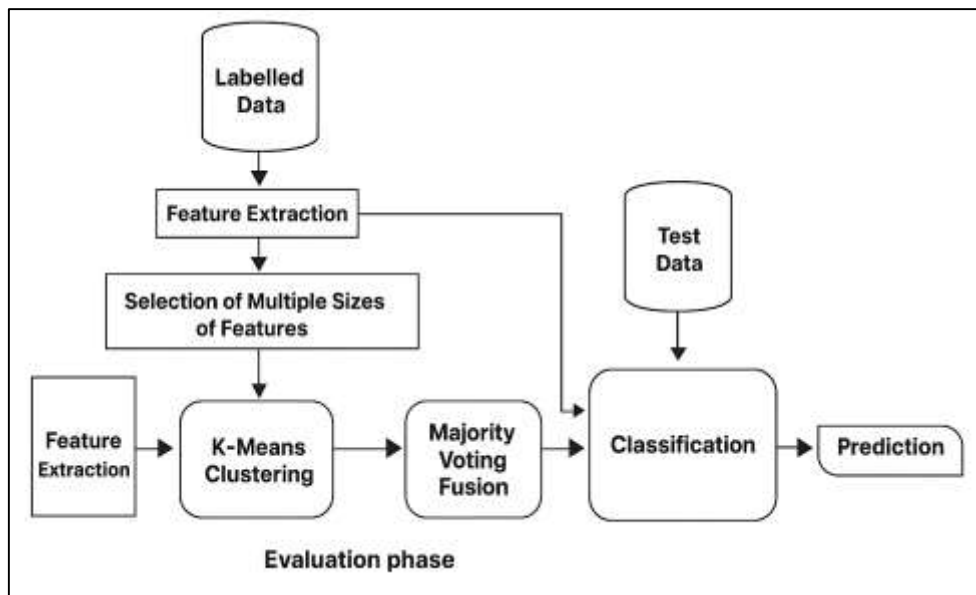 Labelled
Data
Feature Extraction
Test
Data
Selection of Multiple Sizes
of Features
Feature
Extraction
K-Means
Clustering
Majority
Voting
Fusion
Classification
Prediction
Evaluation phase